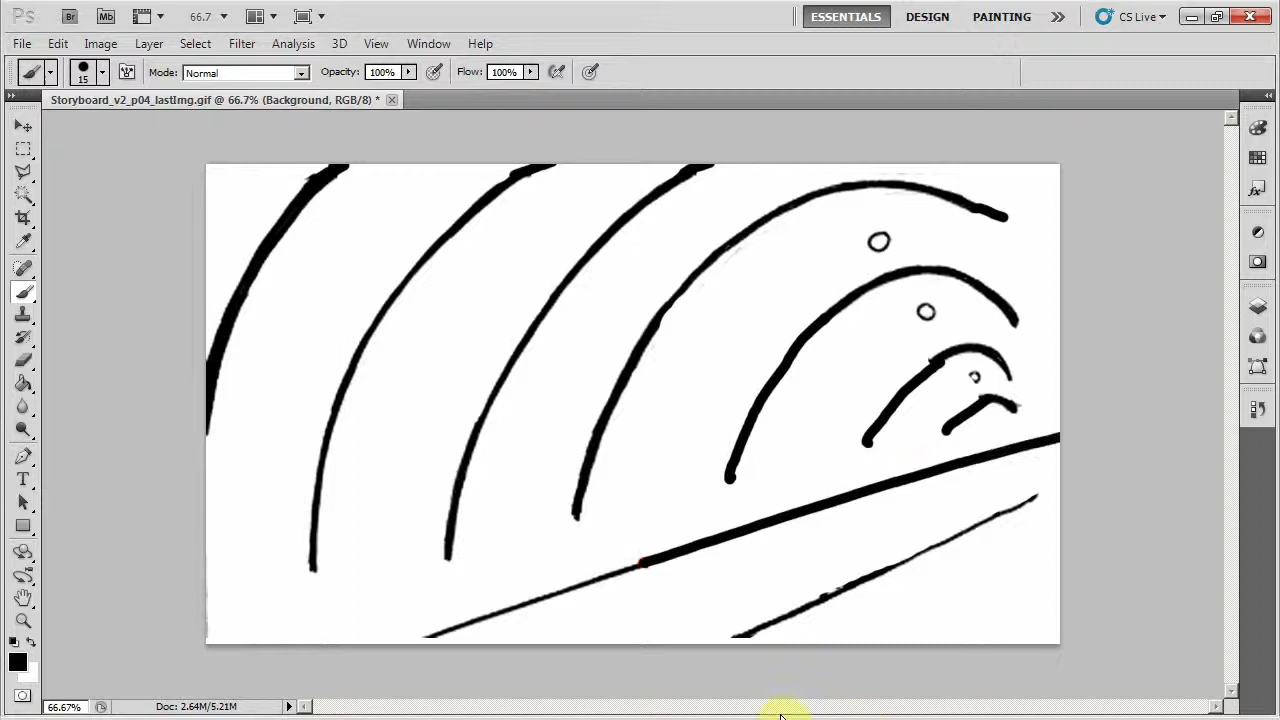 Ps Br Mb 66.7 ESSENTIALS DESIGN PAINTING CS Live
File Edit Image Layer Select Filter Analysis 3D View Window Help
15 Mode: Normal Opacity: 100% Flow: 100%
Storyboard_v2_p04_lastImg.gif @ 66.7% (Background, RGB/8) *
66.67% Doc: 2.64M/5.21M